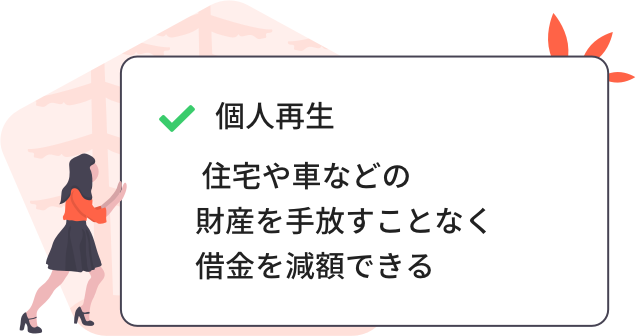 個人再生
住宅や車などの
財産を手放すことなく
借金を減額できる